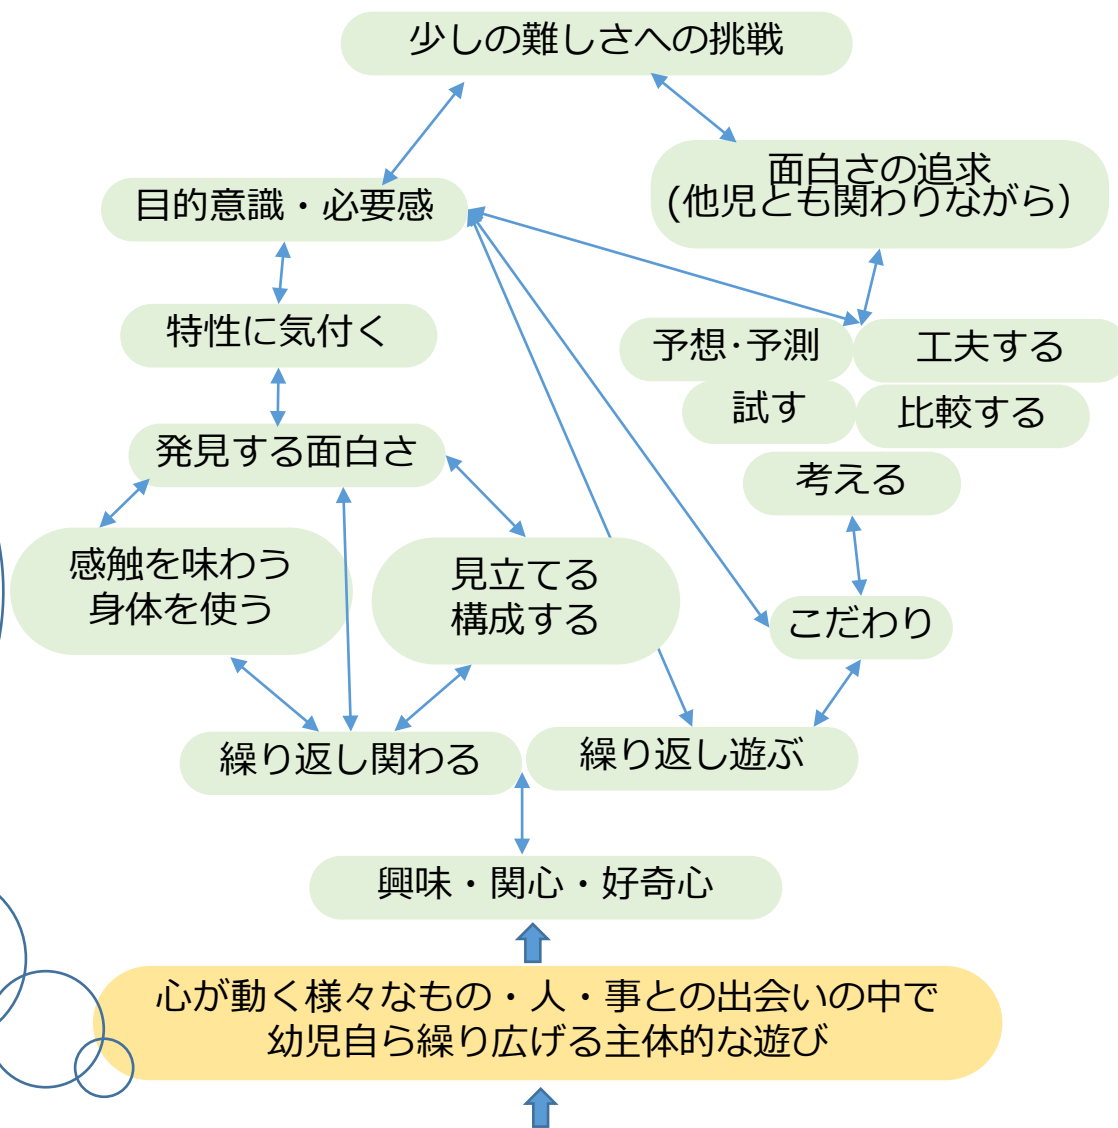 少しの難しさへの挑戦
面白さの追求
(他児とも関わりながら）
目的意識・必要感
特性に気付く
予想･予測
工夫する
試す
比較する
発見する面白さ
考える
感触を味わう
身体を使う
見立てる
構成する
こだわり
繰り返し関わる
繰り返し遊ぶ
興味・関心・好奇心
心が動く様々なもの・人・事との出会いの中で
幼児自ら繰り広げる主体的な遊び